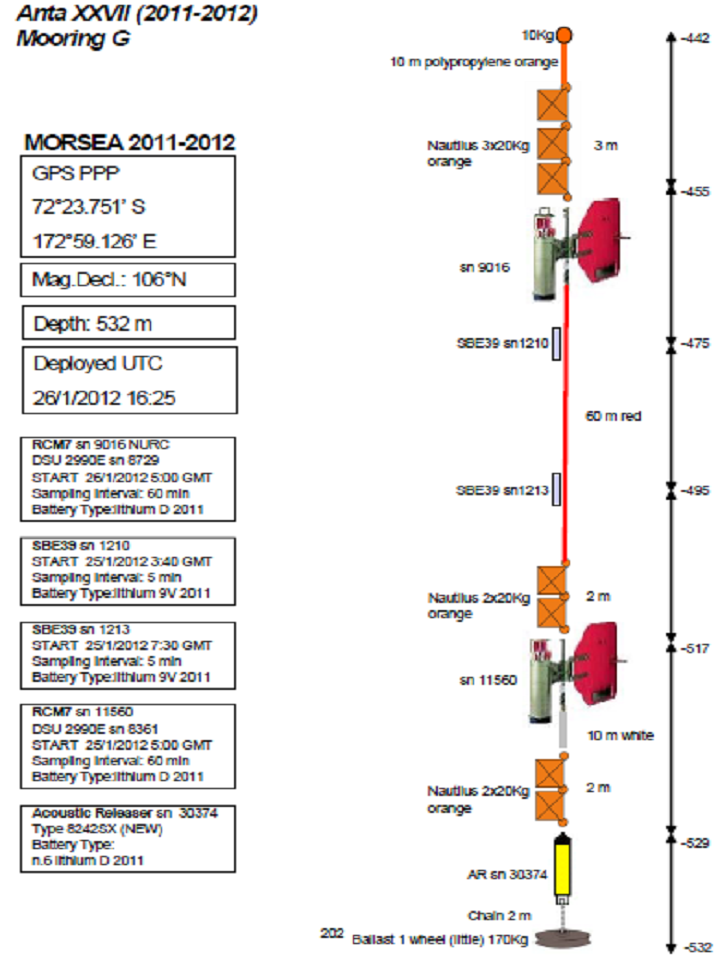 Anta XXVII (2011-2012)
Mooring G
MORSEA 2011-2012
GPS PPP
72°23.751' S
172°59.126' E
Mag.Decl.: 106°N
Depth: 532 m
Deployed UTC
26/1/2012 16:25
RCM7 sn 9016 NURC
DSU 2990E sn 8729
START 26/1/2012 5:00 GMT
Sampling Interval: 60 min
Battery Type:lithium D 2011
SBE39 sn 1210
START 25/1/2012 3:40 GMT
Sampling Interval: 5 min
Battery Type:lithium 9V 2011
SBE39 sn 1213
START 25/1/2012 7:30 GMT
Sampling Interval: 5 min
Battery Type:lithium 9V 2011
RCM7 sn 11560
DSU 2990E sn 8361
START 25/1/2012 5:00 GMT
Sampling Interval: 60 min
Battery Type:lithium D 2011
Acoustic Releaser sn 30374
Type 8242SX (NEW)
Battery Type:
n.6 lithium D 2011
10Kg
-442
10 m polypropylene orange
Nautilus 3x20Kg
orange
3 m
-455
sn 9016
SBE39 sn1210
-475
60 m red
SBE39 sn1213
-495
Nautilus 2x20Kg
orange
2 m
-517
sn 11560
10 m white
Nautilus 2x20Kg
orange
2 m
-529
AR sn 30374
Chain 2 m
202
Ballast 1 wheel (little) 170Kg
-532